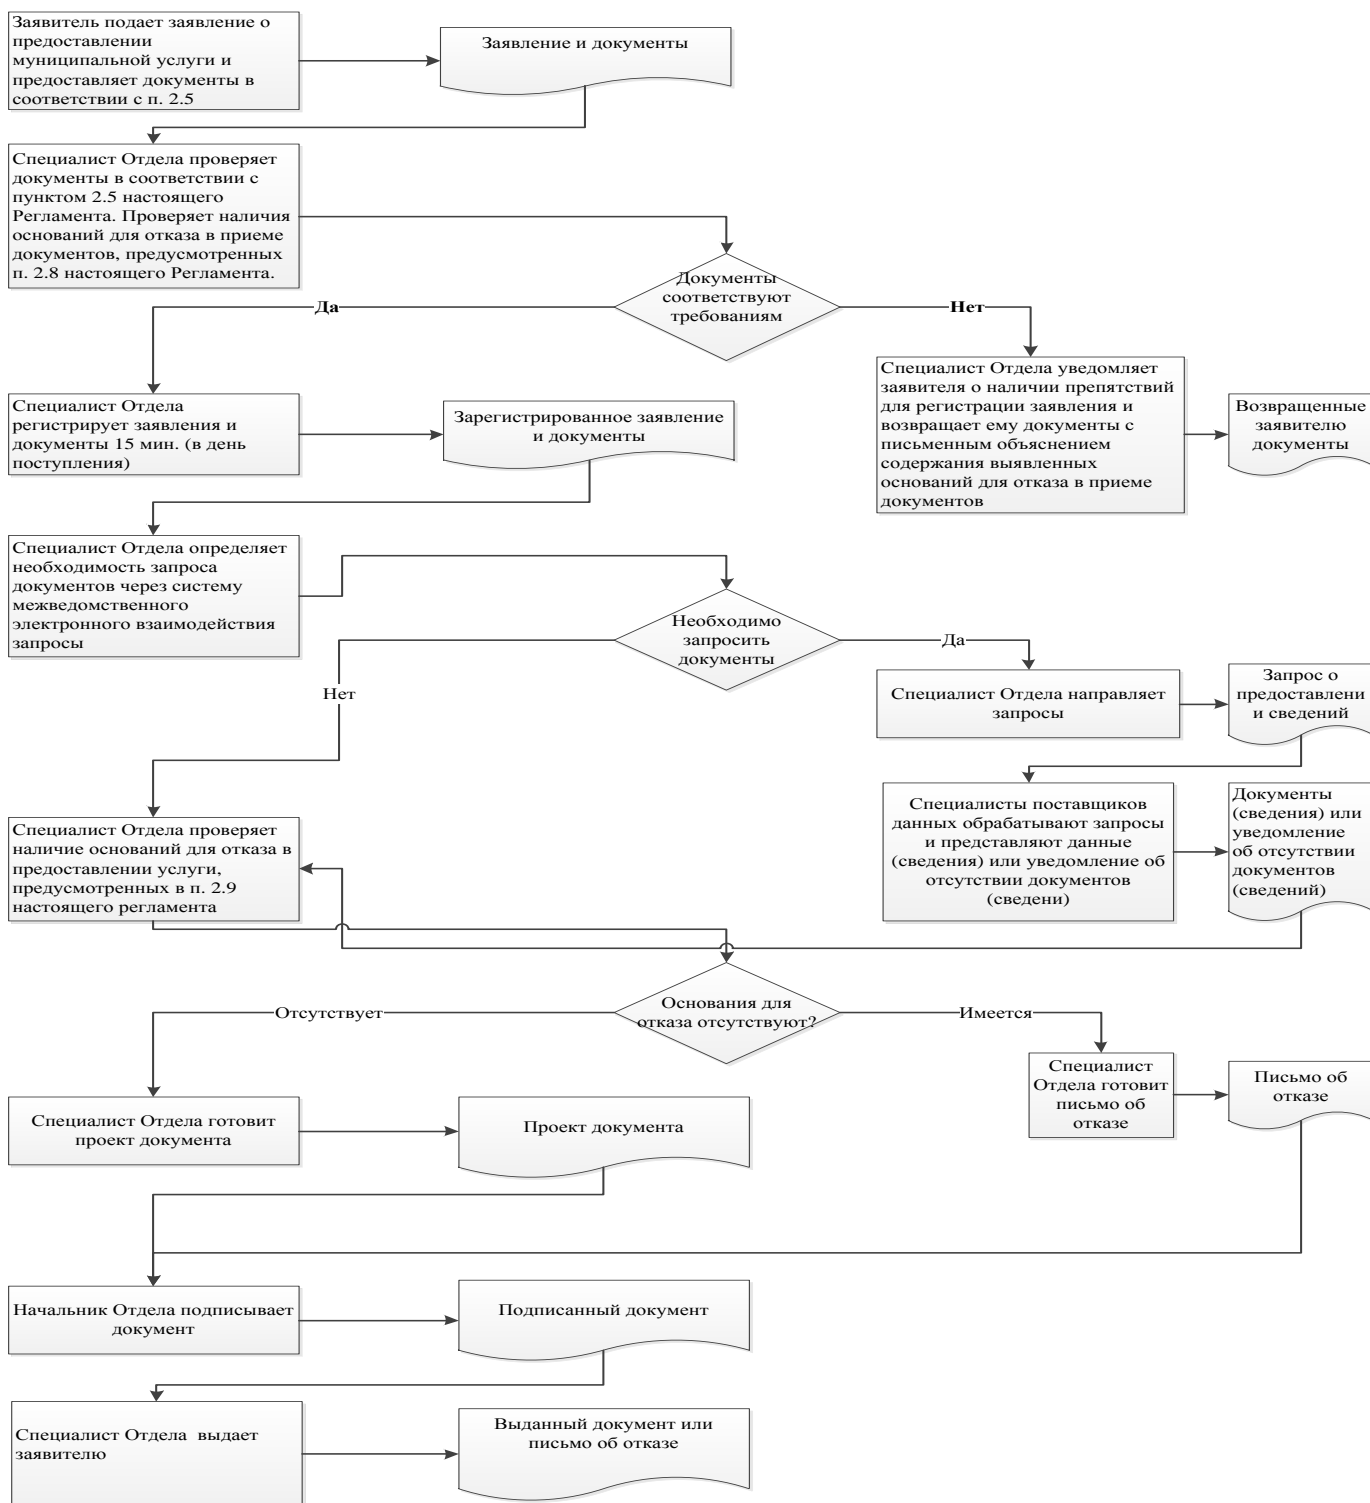 Заявитель подает заявление о
предоставлении
муниципальной услуги и
предоставляет документы в
соответствии с п. 2.5
Заявление и документы
Специалист Отдела проверяет
документы в соответствии с
пунктом 2.5 настоящего
Регламента. Проверяет наличия
оснований для отказа в приеме
документов, предусмотренных
п. 2.8 настоящего Регламента.
Документы
соответствуют
требованиям
Да
Нет
Специалист Отдела
регистрирует заявления и
документы 15 мин. (в день
поступления)
Зарегистрированное заявление
и документы
Специалист Отдела уведомляет
заявителя о наличии препятствий
для регистрации заявления и
возвращает ему документы с
письменным объяснением
содержания выявленных
оснований для отказа в приеме
документов
Возвращенные
заявителю
документы
Специалист Отдела определяет
необходимость запроса
документов через систему
межведомственного
электронного взаимодействия
запросы
Необходимо
запросить
документы
Да
Нет
Специалист Отдела направляет
запросы
Запрос о
предоставлени
и сведений
Специалисты поставщиков
данных обрабатывают запросы
и представляют данные
(сведения) или уведомление об
отсутствии документов
(сведени)
Документы
(сведения) или
уведомление
об отсутствии
документов
(сведений)
Специалист Отдела проверяет
наличие оснований для отказа в
предоставлении услуги,
предусмотренных в п. 2.9
настоящего регламента
Основания для
отказа отсутствуют?
Отсутствует
Имеется
Специалист
Отдела готовит
письмо об
отказе
Письмо об
отказе
Специалист Отдела готовит
проект документа
Проект документа
Начальник Отдела подписывает
документ
Подписанный документ
Специалист Отдела выдает
заявителю
Выданный документ или
письмо об отказе